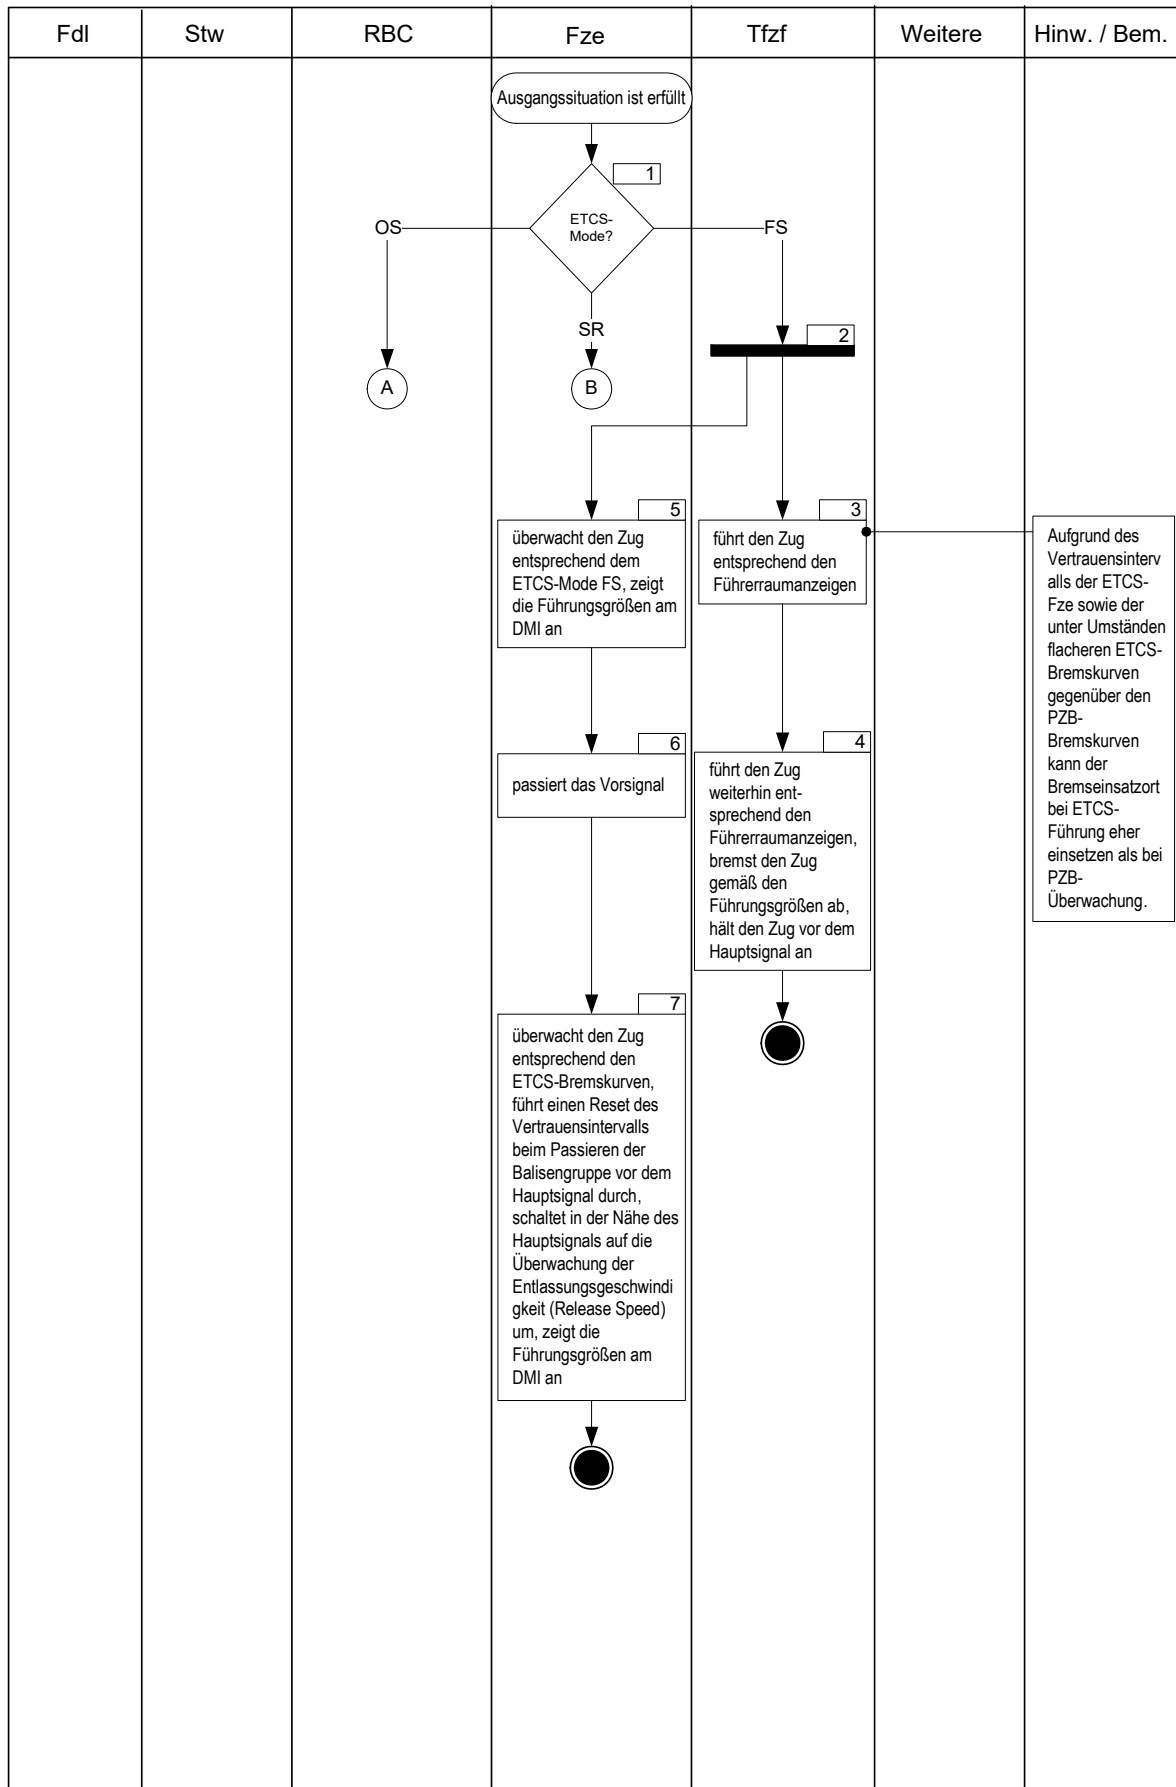 Fdl
Stw
RBC
Fze
Tfzf
Weitere
Hinw. / Bem.
Ausgangssituation ist erfüllt
1
ETCS-
Mode?
OS
FS
SR
2
A
B
5
überwacht den Zug
entsprechend dem
ETCS-Mode FS, zeigt
die Führungsgrößen am
DMI an
3
führt den Zug
entsprechend den
Führerraumanzeigen
Aufgrund des
Vertrauensinterv
alls der ETCS-
Fze sowie der
unter Umständen
flacheren ETCS-
Bremskurven
gegenüber den
PZB-
Bremskurven
kann der
Bremseinsatzort
bei ETCS-
Führung eher
einsetzen als bei
PZB-
Überwachung.
6
passiert das Vorsignal
4
führt den Zug
weiterhin ent-
sprechend den
Führerraumanzeigen,
bremst den Zug
gemäß den
Führungsgrößen ab,
hält den Zug vor dem
Hauptsignal an
7
überwacht den Zug
entsprechend den
ETCS-Bremskurven,
führt einen Reset des
Vertrauensintervalls
beim Passieren der
Balisengruppe vor dem
Hauptsignal durch,
schaltet in der Nähe des
Hauptsignals auf die
Überwachung der
Entlassungsgeschwindi
gkeit (Release Speed)
um, zeigt die
Führungsgrößen am
DMI an